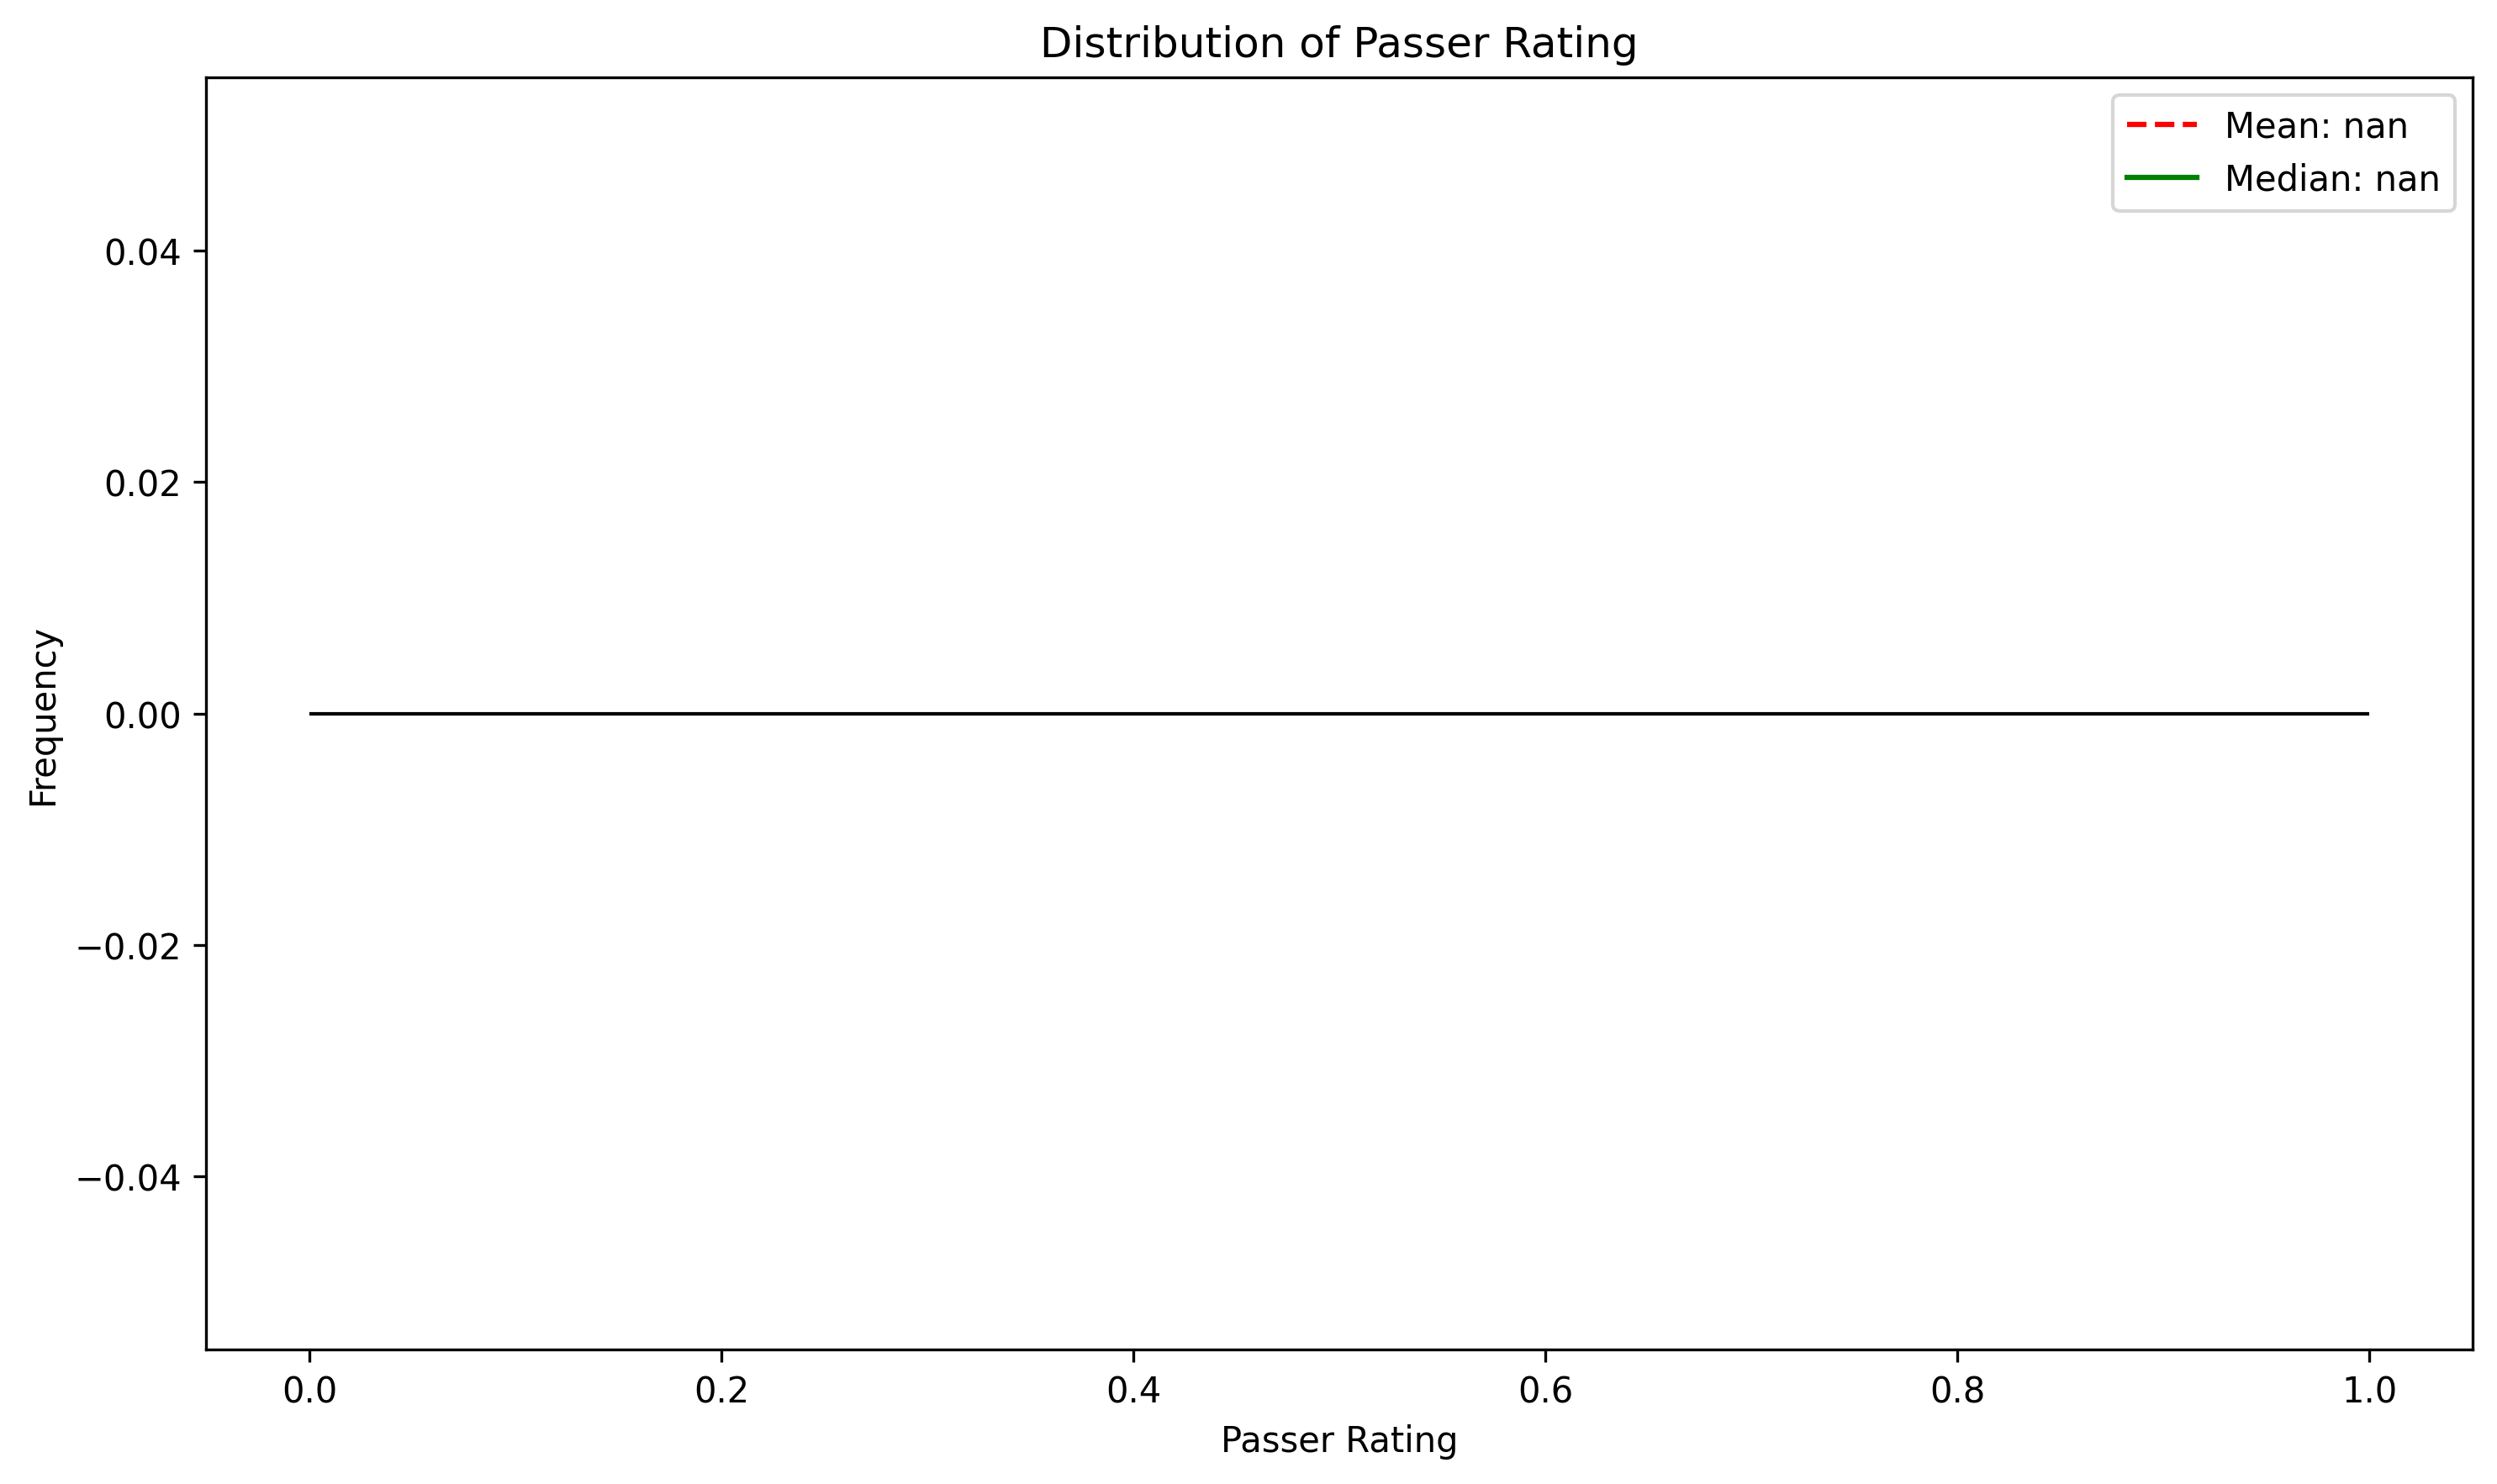 Distribution of Passer Rating
Mean: nan
Median: nan
0.04
0.02
0.00
−0.02
−0.04
Frequency
0.0 0.2 0.4 0.6 0.8 1.0
Passer Rating